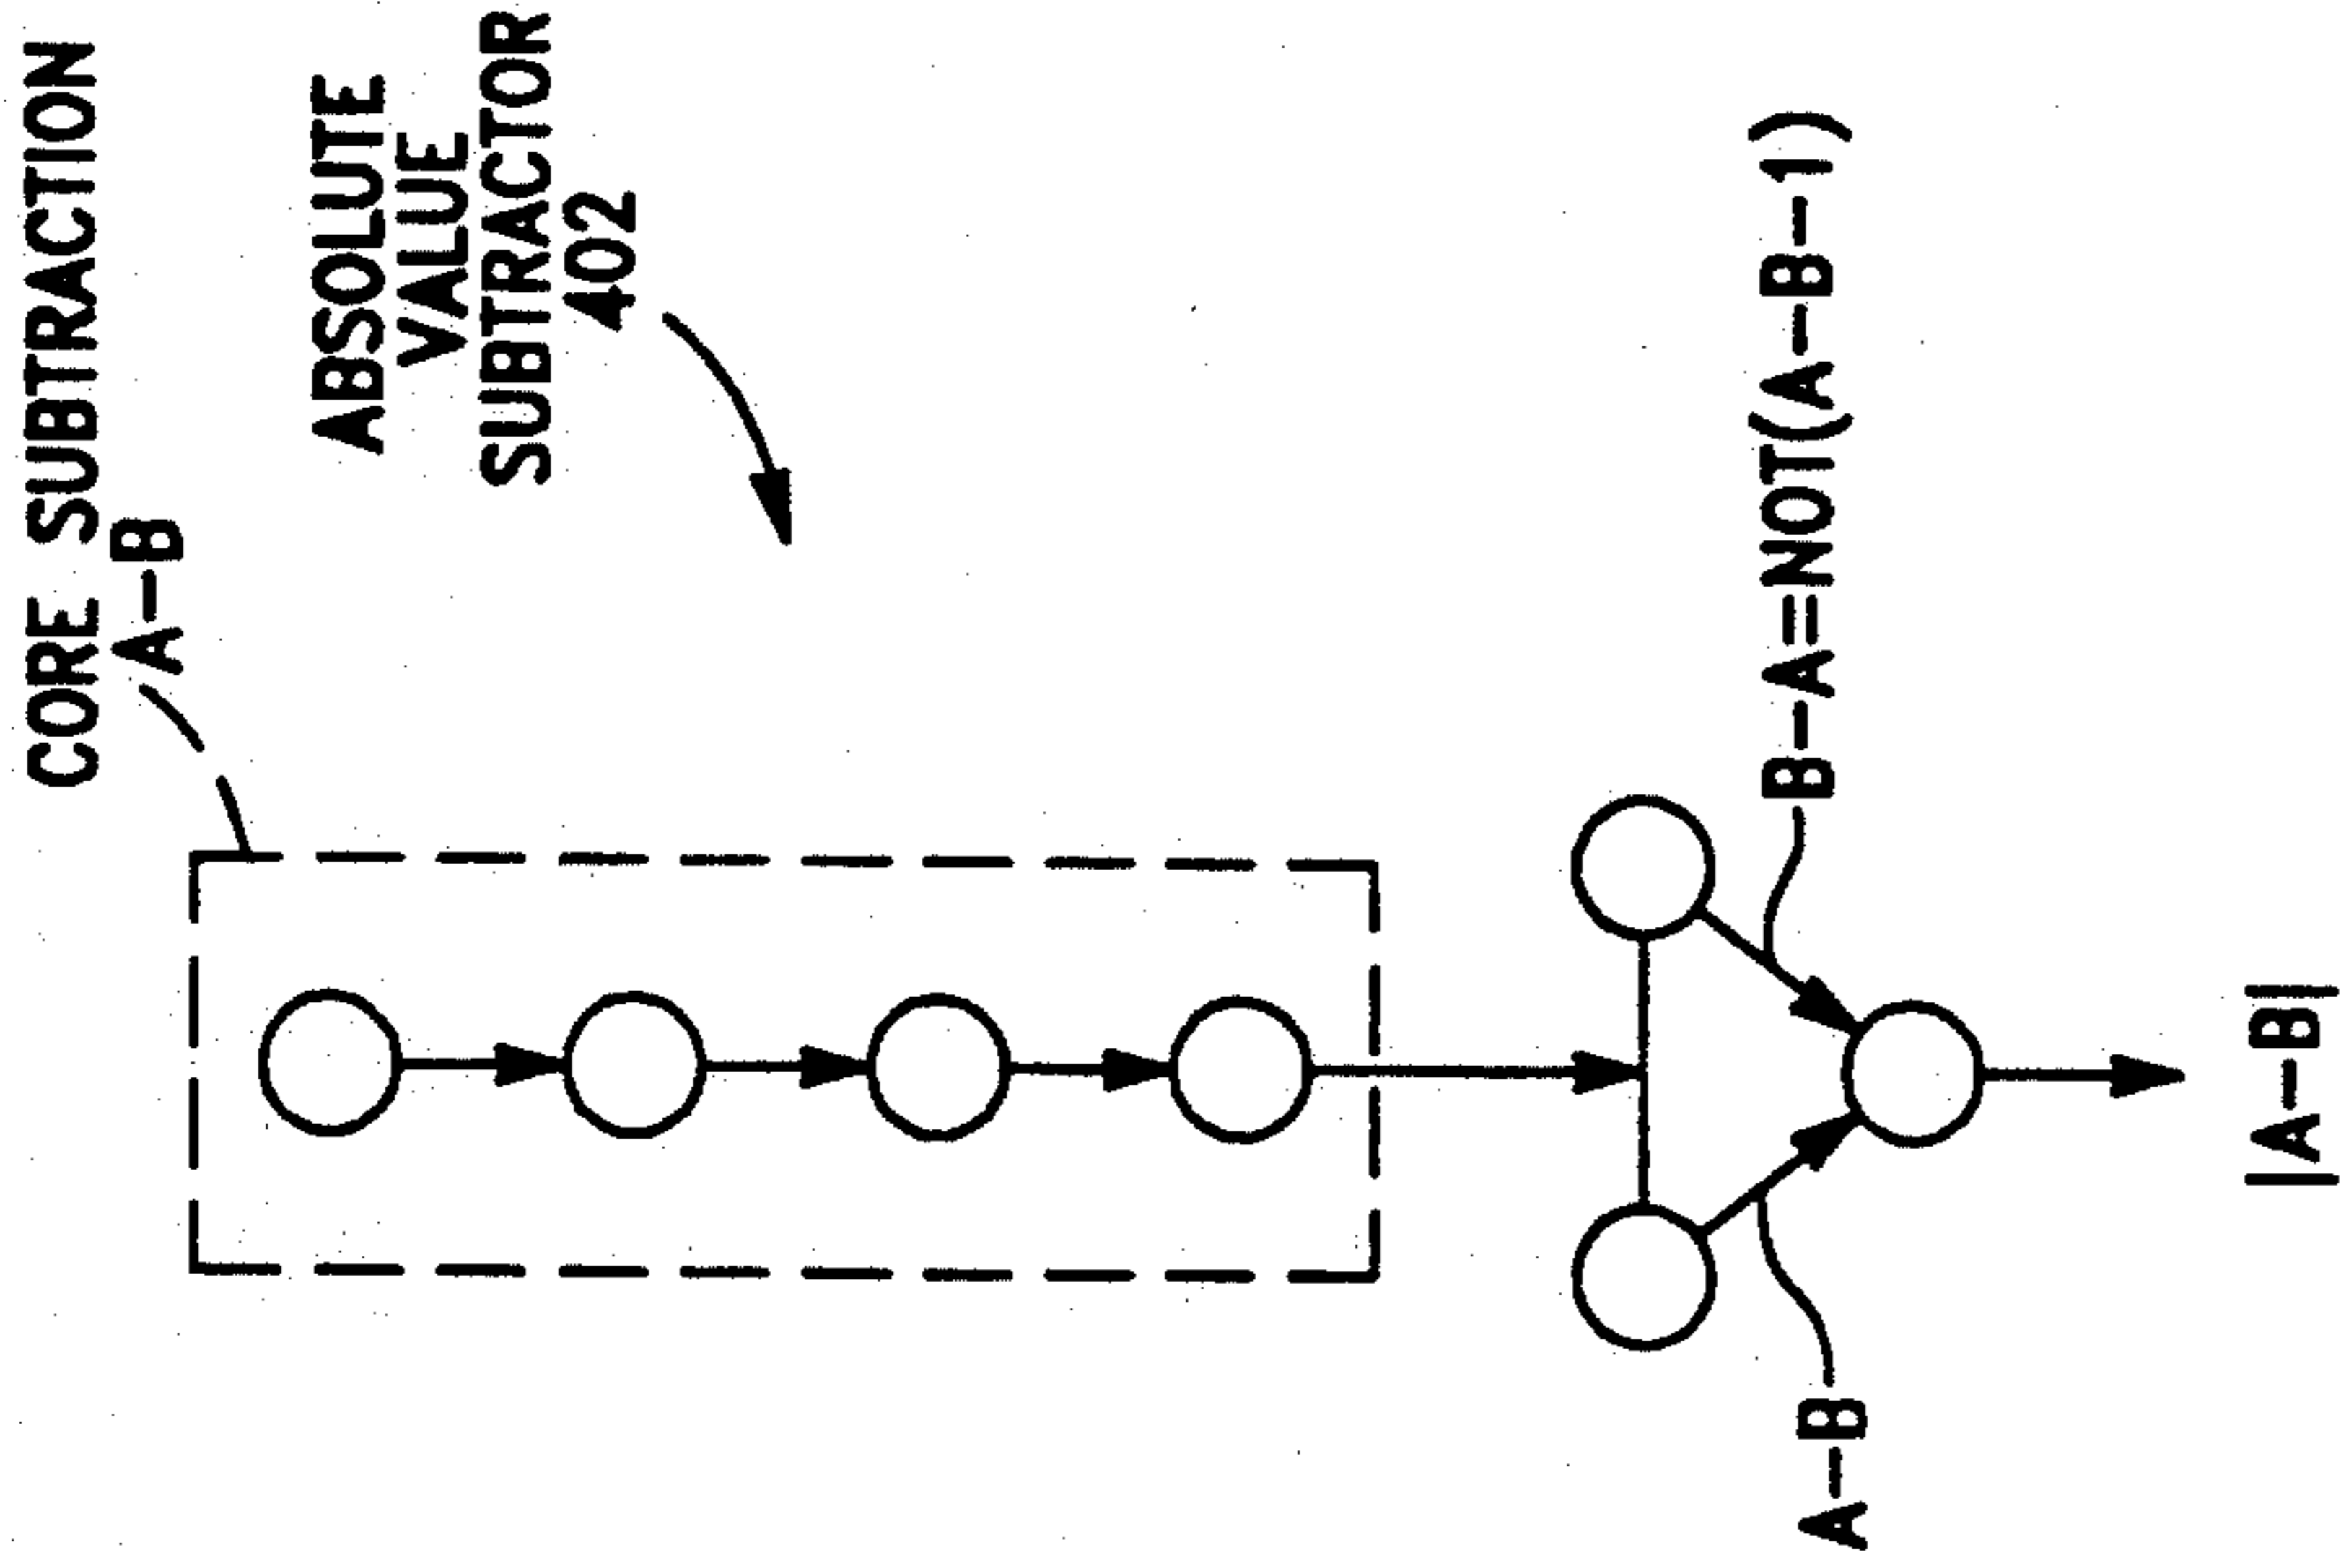 CORE SUBTRACTION
A-B
ABSOLUTE
VALUE
SUBTRACTOR
402
B-A=NOT(A-B-1)
A-B
|A-B|